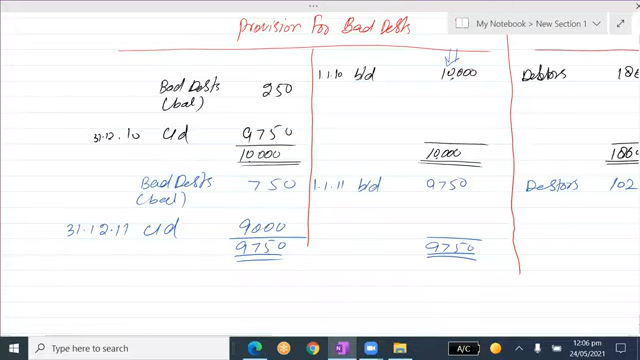 My Notebook > New Section 1
Provision For Bad Debts
1.1.10 b/d 10,000 Debtors
Bad Debts 250
(bal)
31.12.10 c/d 9750
10,000 10,000
Bad Debts 750 1.1.11 b/d 9750 Debtors
(bal)
31.12.11 c/d 9000
9750 9750
Type here to search
A/C
12:06 pm
24/05/2021